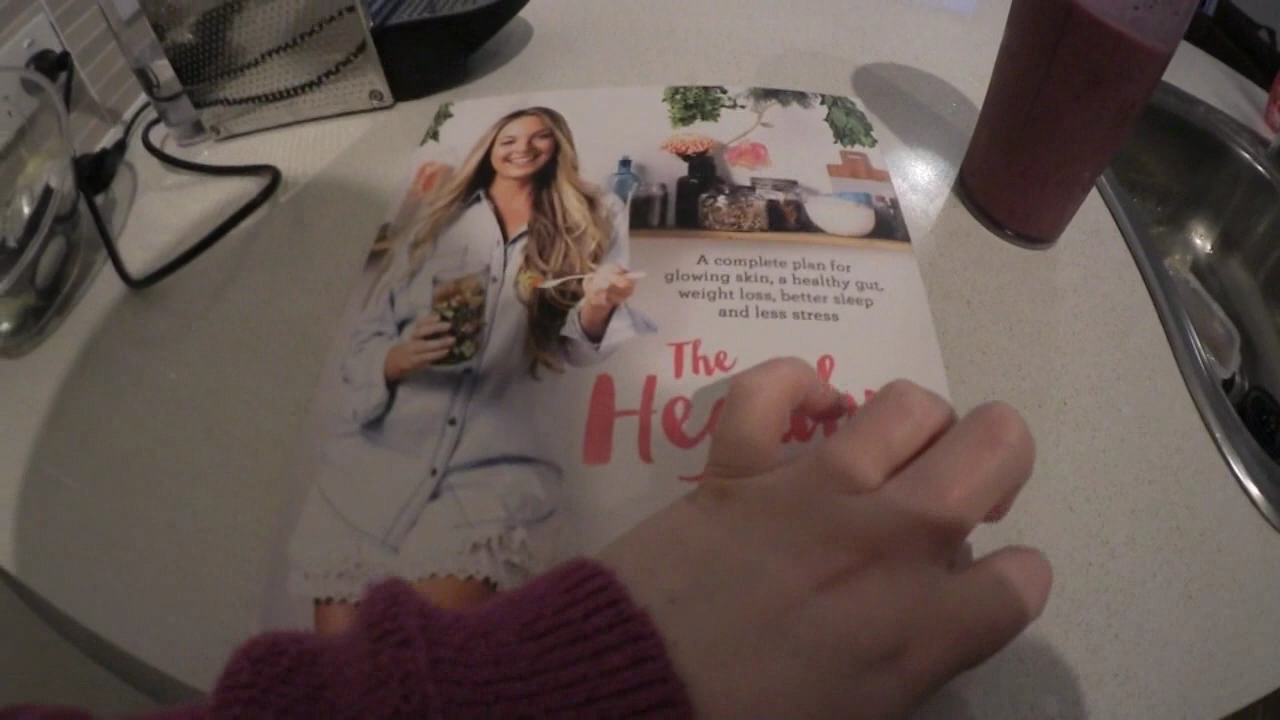 A complete plan for
glowing skin, a healthy gut,
weight loss, better sleep
and less stress
The